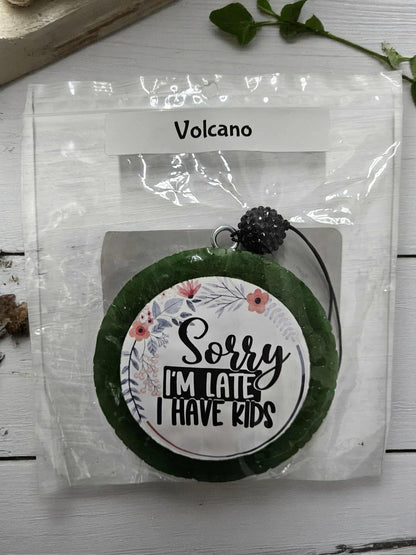 Volcano
Sorry
I'M LATE
I HAVE KIDS